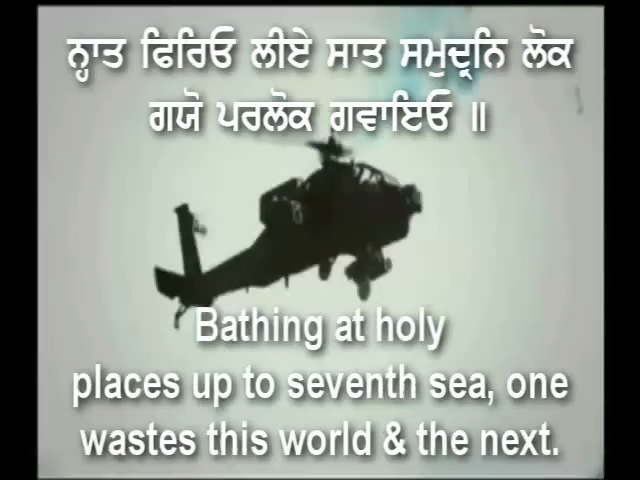 ਨ੍ਹਾਤ ਫਿਰਿਓ ਲੀਏ ਸਾਤ ਸਮੁਦ੍ਰਨਿ ਲੋਕ
ਗਯੋ ਪਰਲੋਕ ਗਵਾਇਓ ॥
Bathing at holy
places up to seventh sea, one
wastes this world & the next.